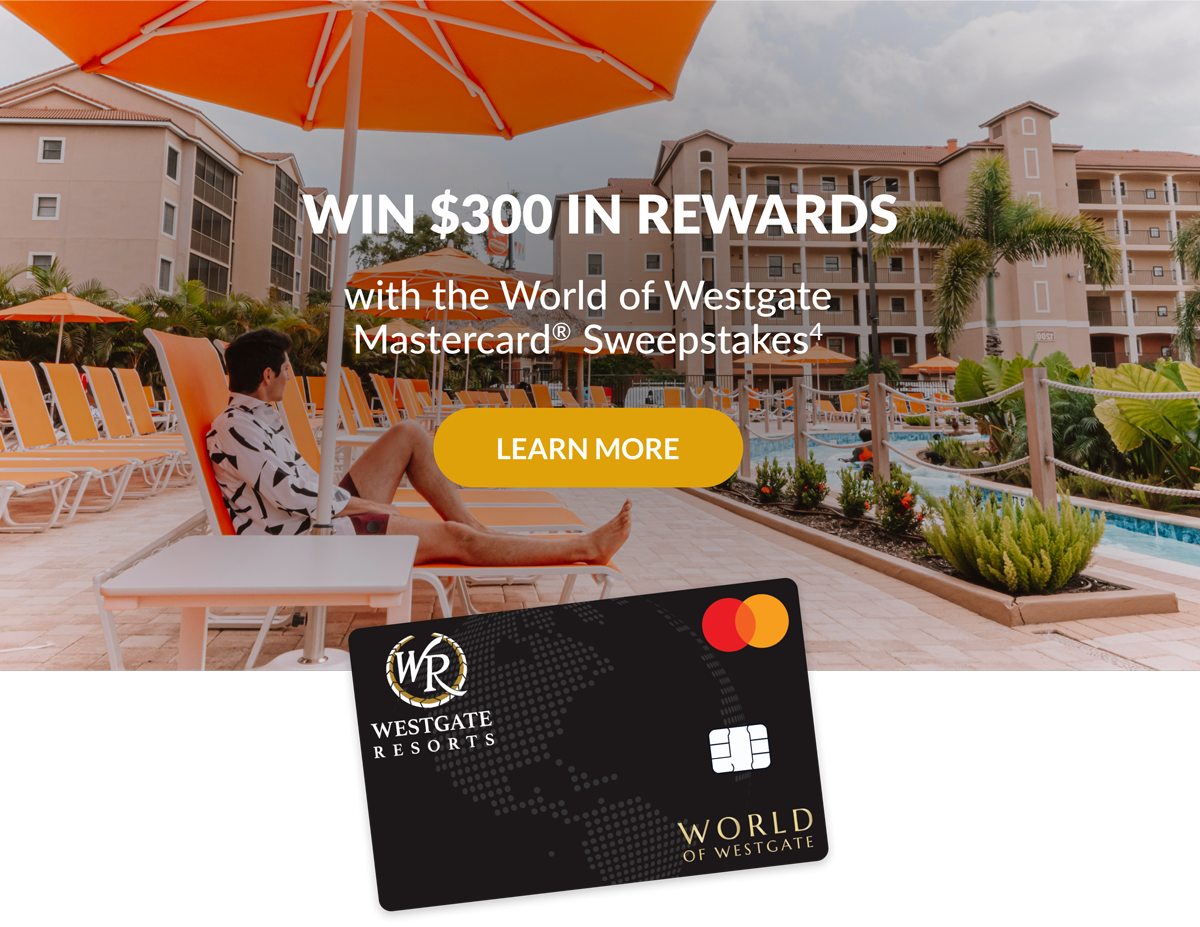 WIN $300 IN REWARDS
with the World of Westgate
Mastercard® Sweepstakes⁴
LEARN MORE
WR
WESTGATE
RESORTS
WORLD
OF WESTGATE